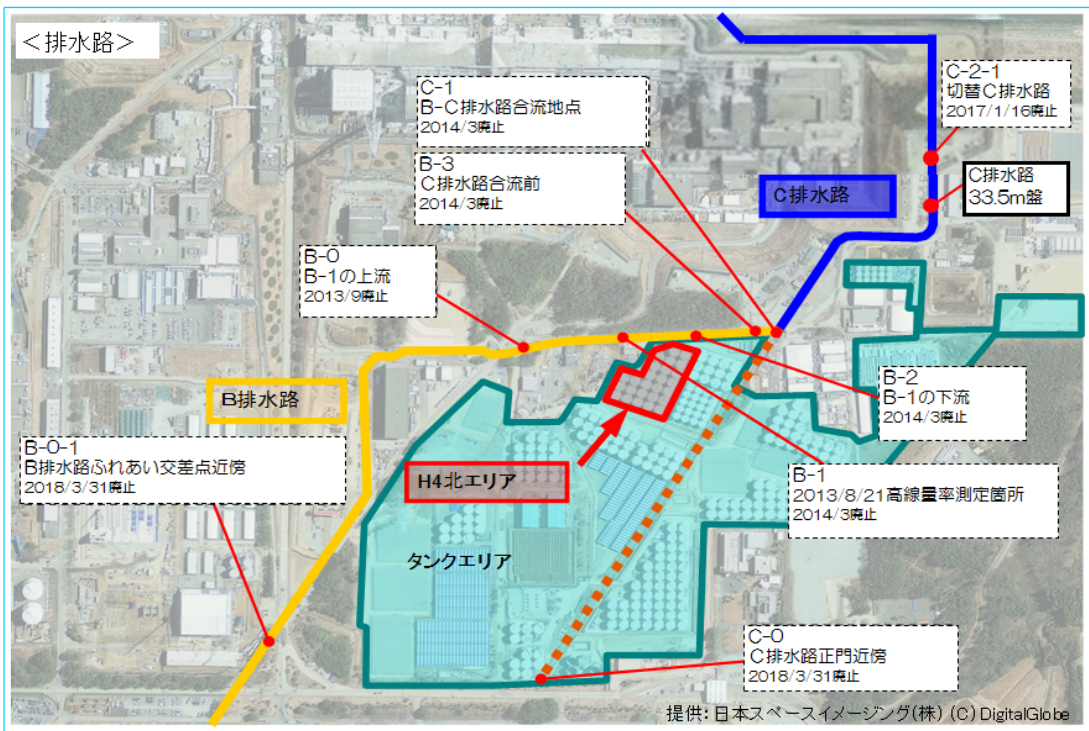 ＜排水路＞
C-2-1
切替C排水路
2017/1/16廃止
C-1
B-C排水路合流地点
2014/3廃止
B-3
C排水路合流前
2014/3廃止
C排水路
C排水路
33.5m盤
B-0
B-1の上流
2013/9廃止
B-2
B-1の下流
2014/3廃止
B排水路
B-0-1
B排水路ふれあい交差点近傍
2018/3/31廃止
H4北エリア
B-1
2013/8/21高線量率測定箇所
2014/3廃止
タンクエリア
C-0
C排水路正門近傍
2018/3/31廃止
提供：日本スペースイメージング(株) (C) DigitalGlobe